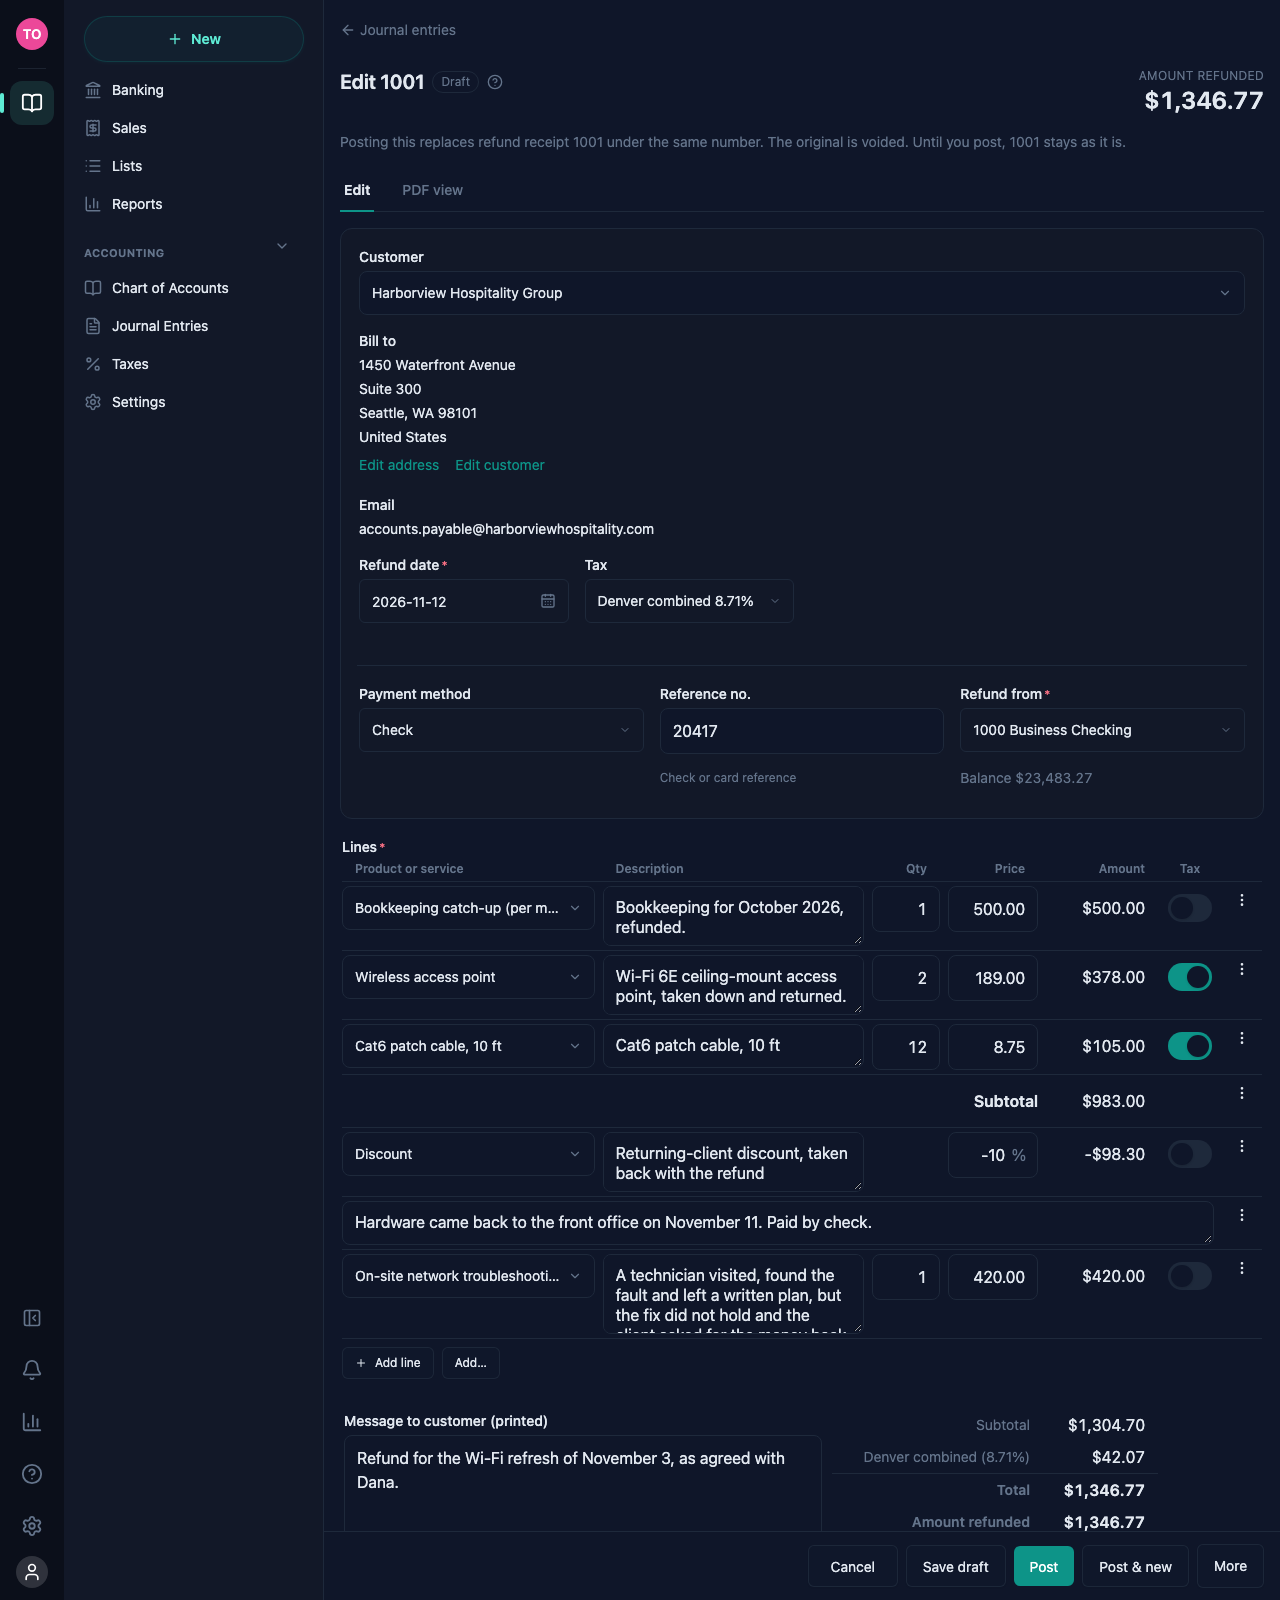 TO
New
Banking
Sales
Lists
Reports
ACCOUNTING
Chart of Accounts
Journal Entries
Taxes
Settings
Journal entries
Edit 1001 Draft
AMOUNT REFUNDED
$1,346.77
Posting this replaces refund receipt 1001 under the same number. The original is voided. Until you post, 1001 stays as it is.
Edit PDF view
Customer
Harborview Hospitality Group
Bill to
1450 Waterfront Avenue
Suite 300
Seattle, WA 98101
United States
Edit address Edit customer
Email
accounts.payable@harborviewhospitality.com
Refund date* Tax
2026-11-12 Denver combined 8.71%
Payment method Reference no. Refund from*
Check 20417 1000 Business Checking
Check or card reference Balance $23,483.27
Lines*
Product or service Description Qty Price Amount Tax
Bookkeeping catch-up (per m... Bookkeeping for October 2026, 1 500.00 $500.00
refunded.
Wireless access point Wi-Fi 6E ceiling-mount access 2 189.00 $378.00
point, taken down and returned.
Cat6 patch cable, 10 ft Cat6 patch cable, 10 ft 12 8.75 $105.00
Subtotal $983.00
Discount Returning-client discount, taken -10 % -$98.30
back with the refund
Hardware came back to the front office on November 11. Paid by check.
On-site network troubleshooti... A technician visited, found the 1 420.00 $420.00
fault and left a written plan, but
the fix did not hold and the
client asked for the money back
Add line Add...
Message to customer (printed)
Refund for the Wi-Fi refresh of November 3, as agreed with
Dana.
Subtotal $1,304.70
Denver combined (8.71%) $42.07
Total $1,346.77
Amount refunded $1,346.77
Cancel Save draft Post Post & new More